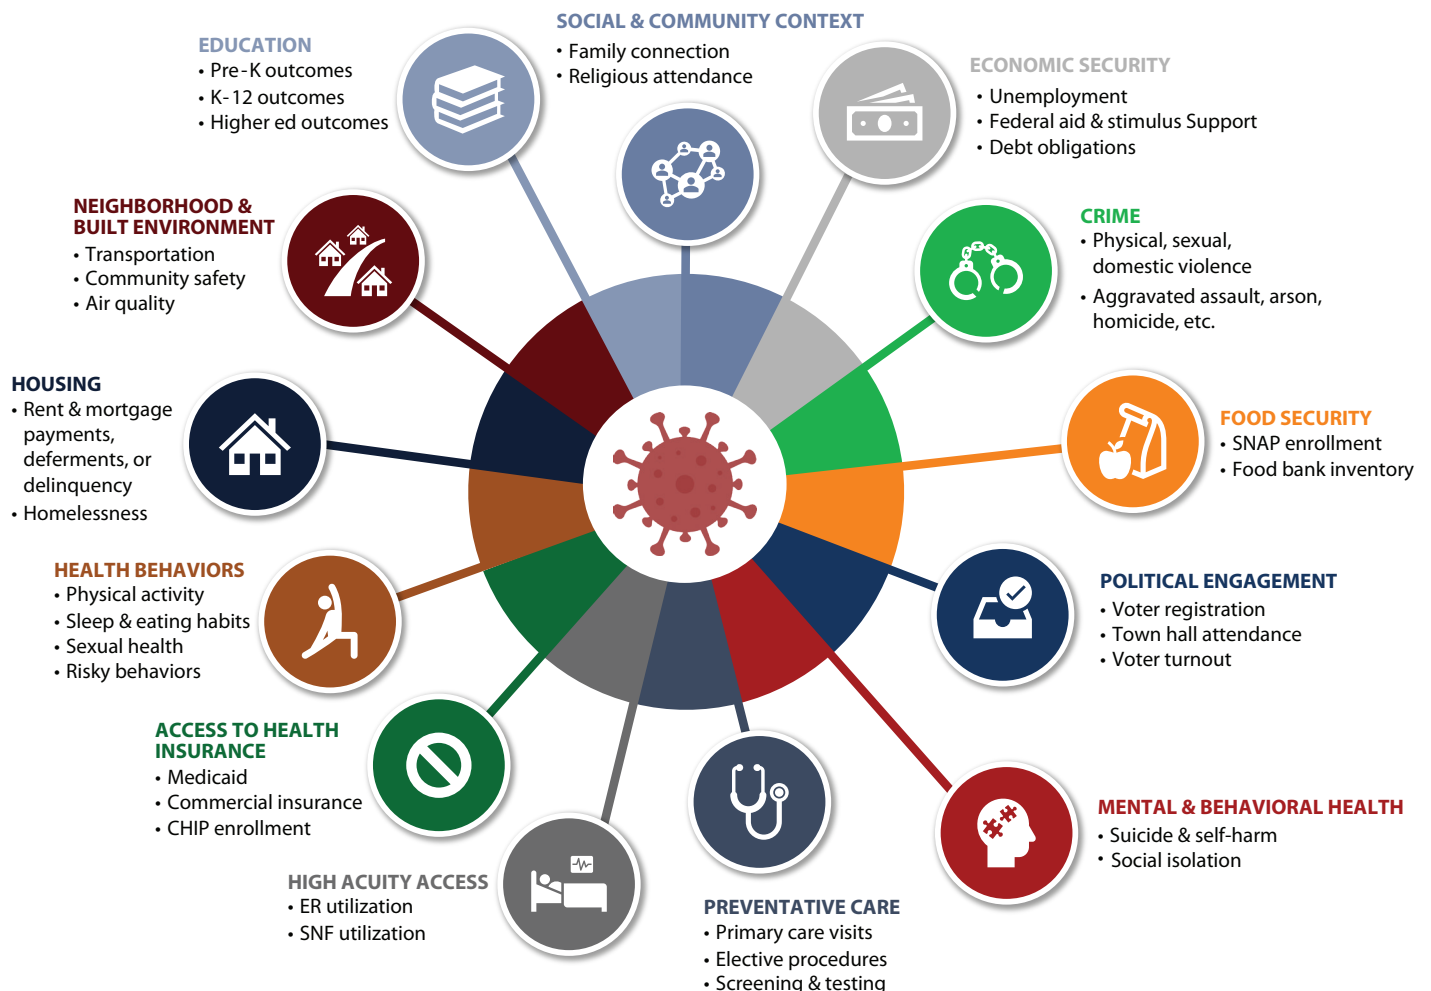 SOCIAL & COMMUNITY CONTEXT
• Family connection
• Religious attendance
EDUCATION
• Pre-K outcomes
• K-12 outcomes
• Higher ed outcomes
ECONOMIC SECURITY
• Unemployment
• Federal aid & stimulus Support
• Debt obligations
NEIGHBORHOOD &
BUILT ENVIRONMENT
• Transportation
• Community safety
• Air quality
CRIME
• Physical, sexual,
domestic violence
• Aggravated assault, arson,
homicide, etc.
HOUSING
• Rent & mortgage
payments,
deferments, or
delinquency
• Homelessness
FOOD SECURITY
• SNAP enrollment
• Food bank inventory
HEALTH BEHAVIORS
• Physical activity
• Sleep & eating habits
• Sexual health
• Risky behaviors
POLITICAL ENGAGEMENT
• Voter registration
• Town hall attendance
• Voter turnout
ACCESS TO HEALTH
INSURANCE
• Medicaid
• Commercial insurance
• CHIP enrollment
MENTAL & BEHAVIORAL HEALTH
• Suicide & self-harm
• Social isolation
HIGH ACUITY ACCESS
• ER utilization
• SNF utilization
PREVENTATIVE CARE
• Primary care visits
• Elective procedures
• Screening & testing